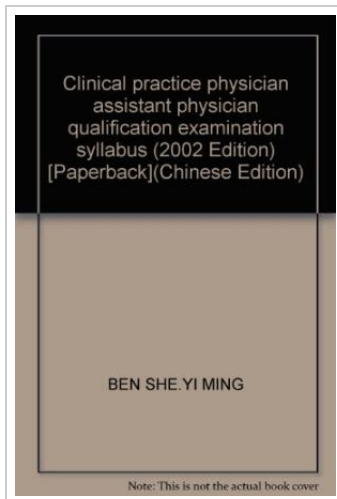 Clinical practice physician
assistant physician
qualification examination
syllabus (2002 Edition)
[Paperback](Chinese Edition)
BEN SHE.YI MING
Note: This is not the actual book cover